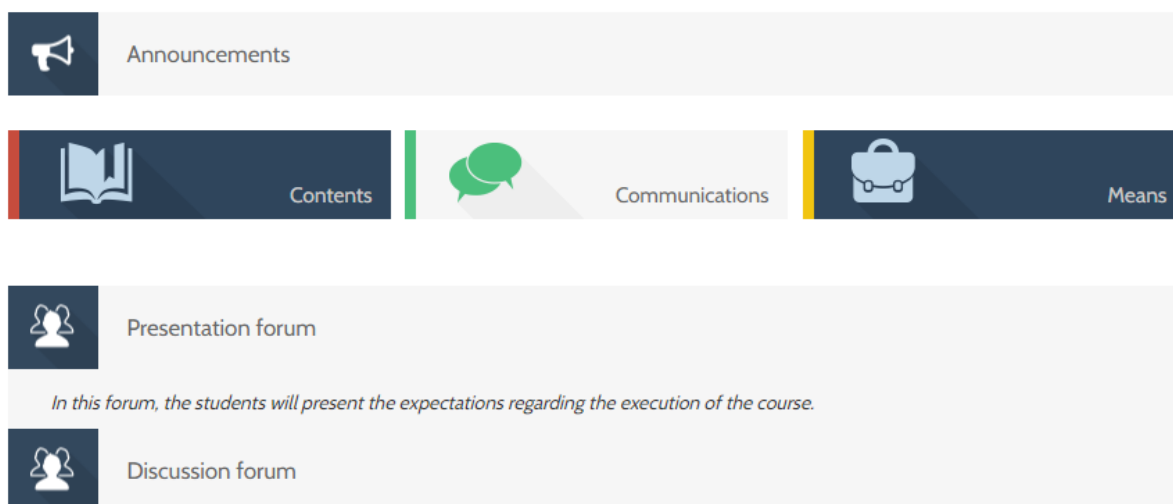 Announcements
Contents
Communications
Means
Presentation forum
In this forum, the students will present the expectations regarding the execution of the course.
Discussion forum